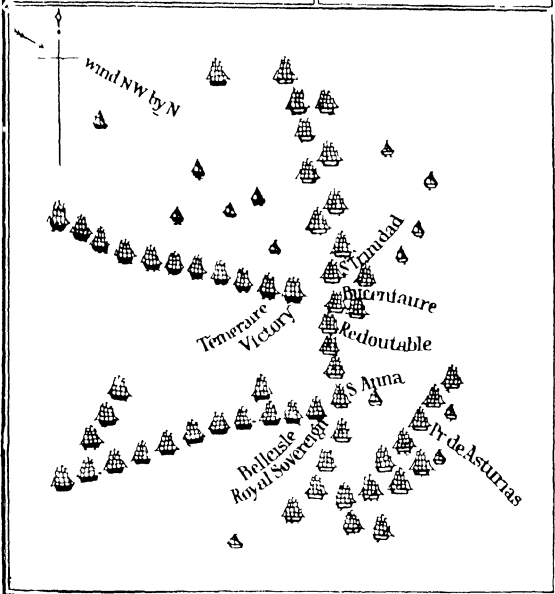 wind NW by N
S Trinidad
Bucentaure
Temeraire
Victory
Redoutable
S Anna
Belleisle
Royal Sovereign
Pr de Asturias